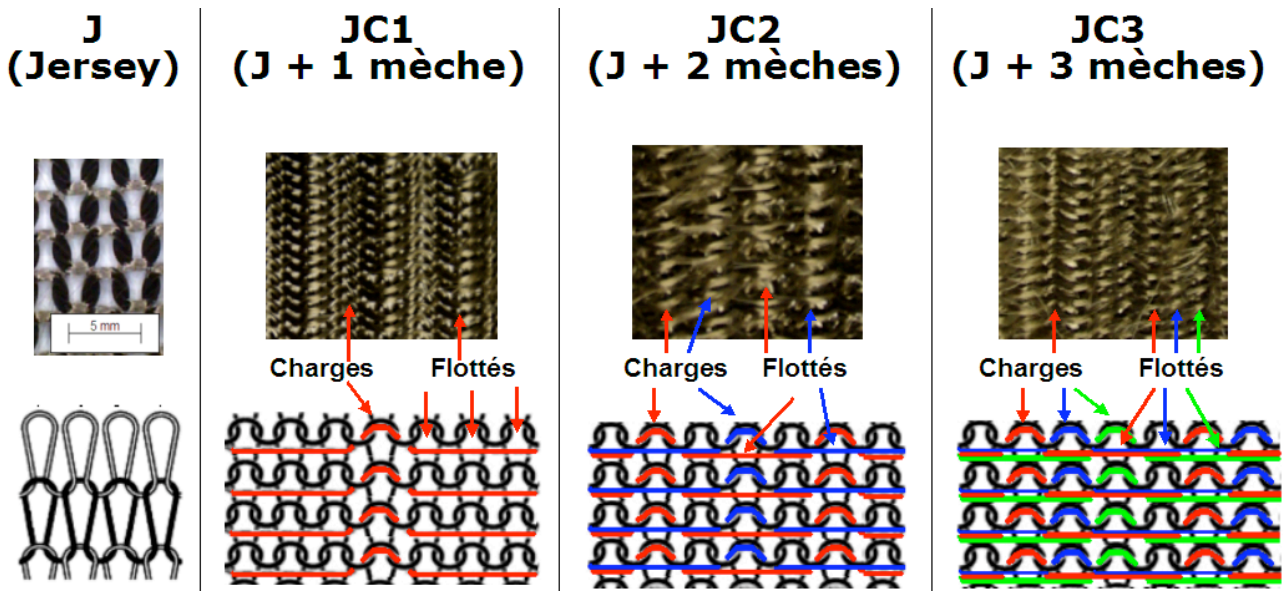 J
(Jersey)
JC1
(J + 1 mèche)
JC2
(J + 2 mèches)
JC3
(J + 3 mèches)
5 mm
Charges
Flottés
Charges
Flottés
Charges
Flottés